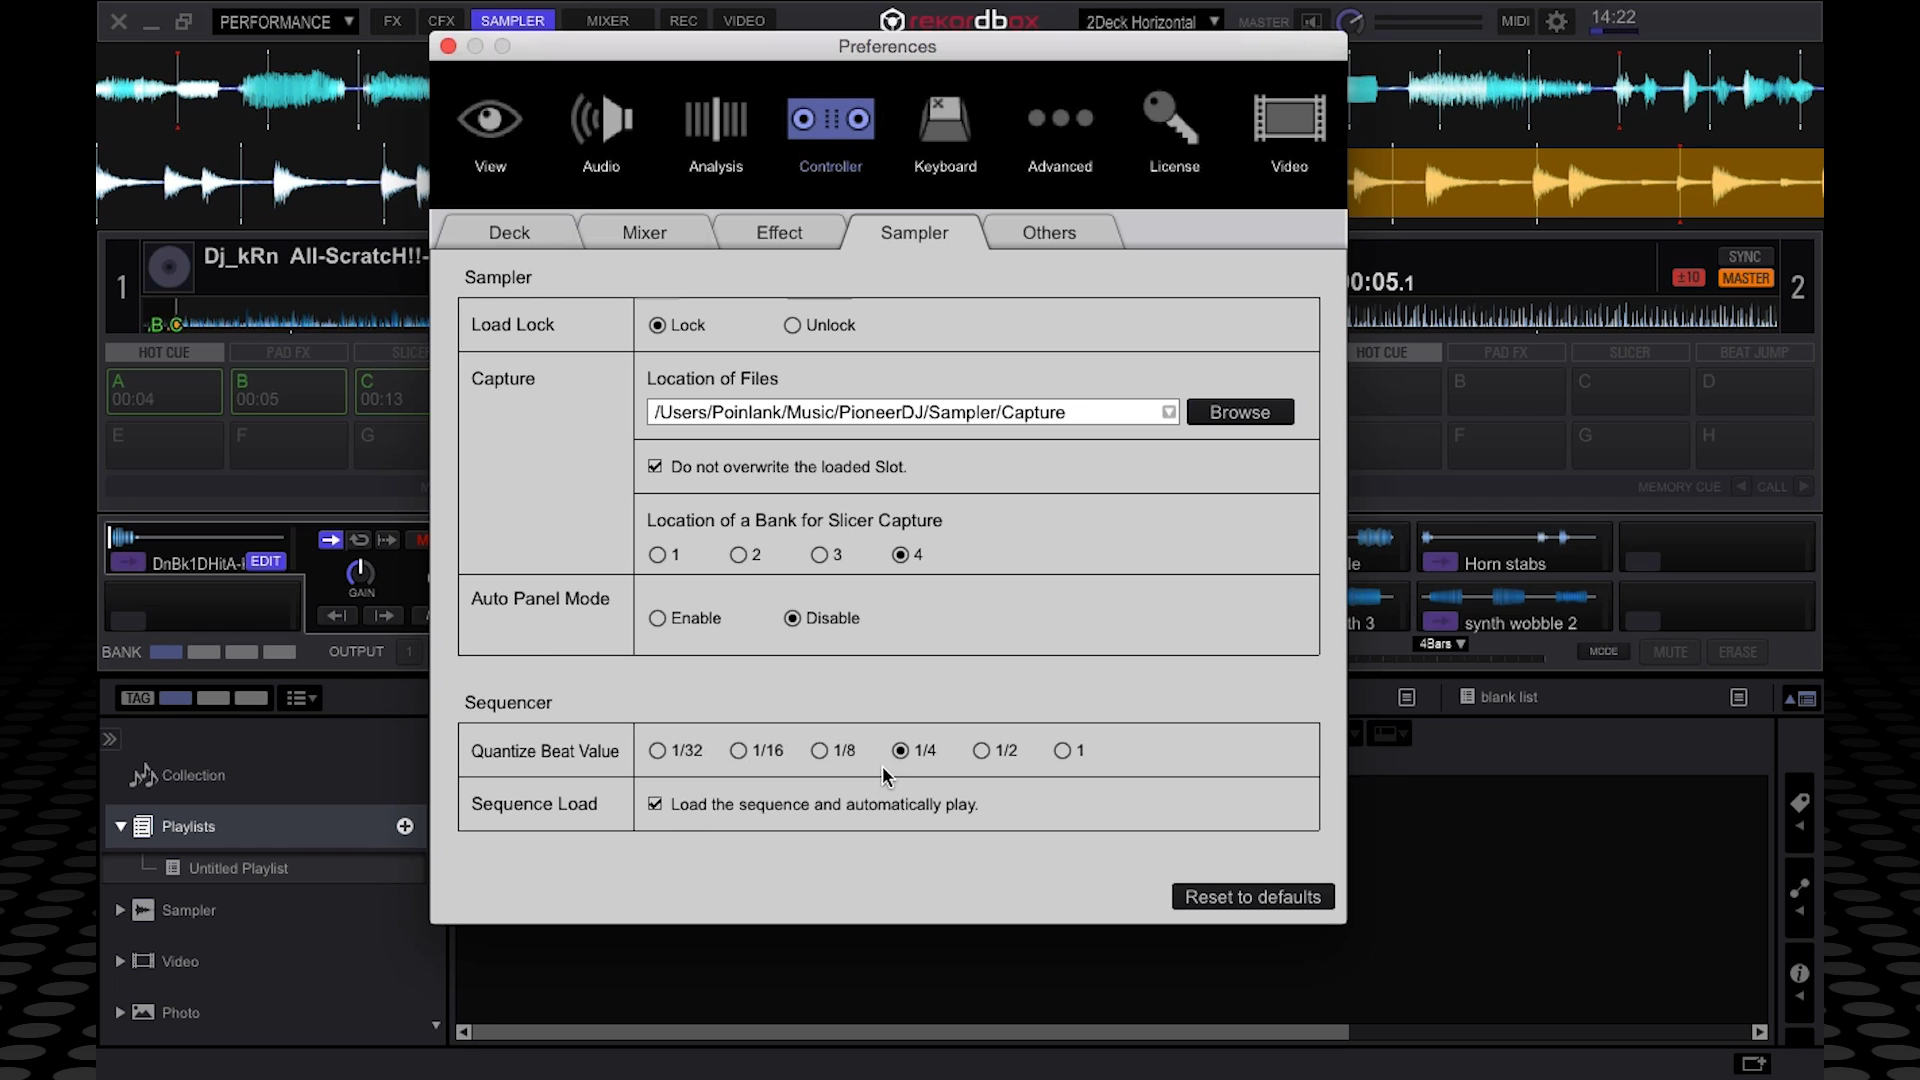 PERFORMANCE FX CFX SAMPLER MIXER REC VIDEO rekordbox 2Deck Horizontal MASTER MIDI 14:22
Preferences
View Audio Analysis Controller Keyboard Advanced License Video
Deck Mixer Effect Sampler Others
Sampler
Load Lock Lock Unlock
Capture Location of Files
/Users/Poinlank/Music/PioneerDJ/Sampler/Capture Browse
Do not overwrite the loaded Slot.
Location of a Bank for Slicer Capture
1 2 3 4
Auto Panel Mode Enable Disable
Sequencer
Quantize Beat Value 1/32 1/16 1/8 1/4 1/2 1
Sequence Load Load the sequence and automatically play.
Reset to defaults
1 Dj_kRn All-ScratcH!!-
B C
HOT CUE PAD FX SLICER
A 00:04 B 00:05 C 00:13
E F G
0:05.1 ±10 SYNC MASTER 2
HOT CUE PAD FX SLICER BEAT JUMP
B C D
F G H
MEMORY CUE CALL
DnBk1DHitA- EDIT
GAIN
BANK OUTPUT 1
le Horn stabs
th 3 synth wobble 2
4Bars MODE MUTE ERASE
TAG
blank list
Collection
Playlists
Untitled Playlist
Sampler
Video
Photo